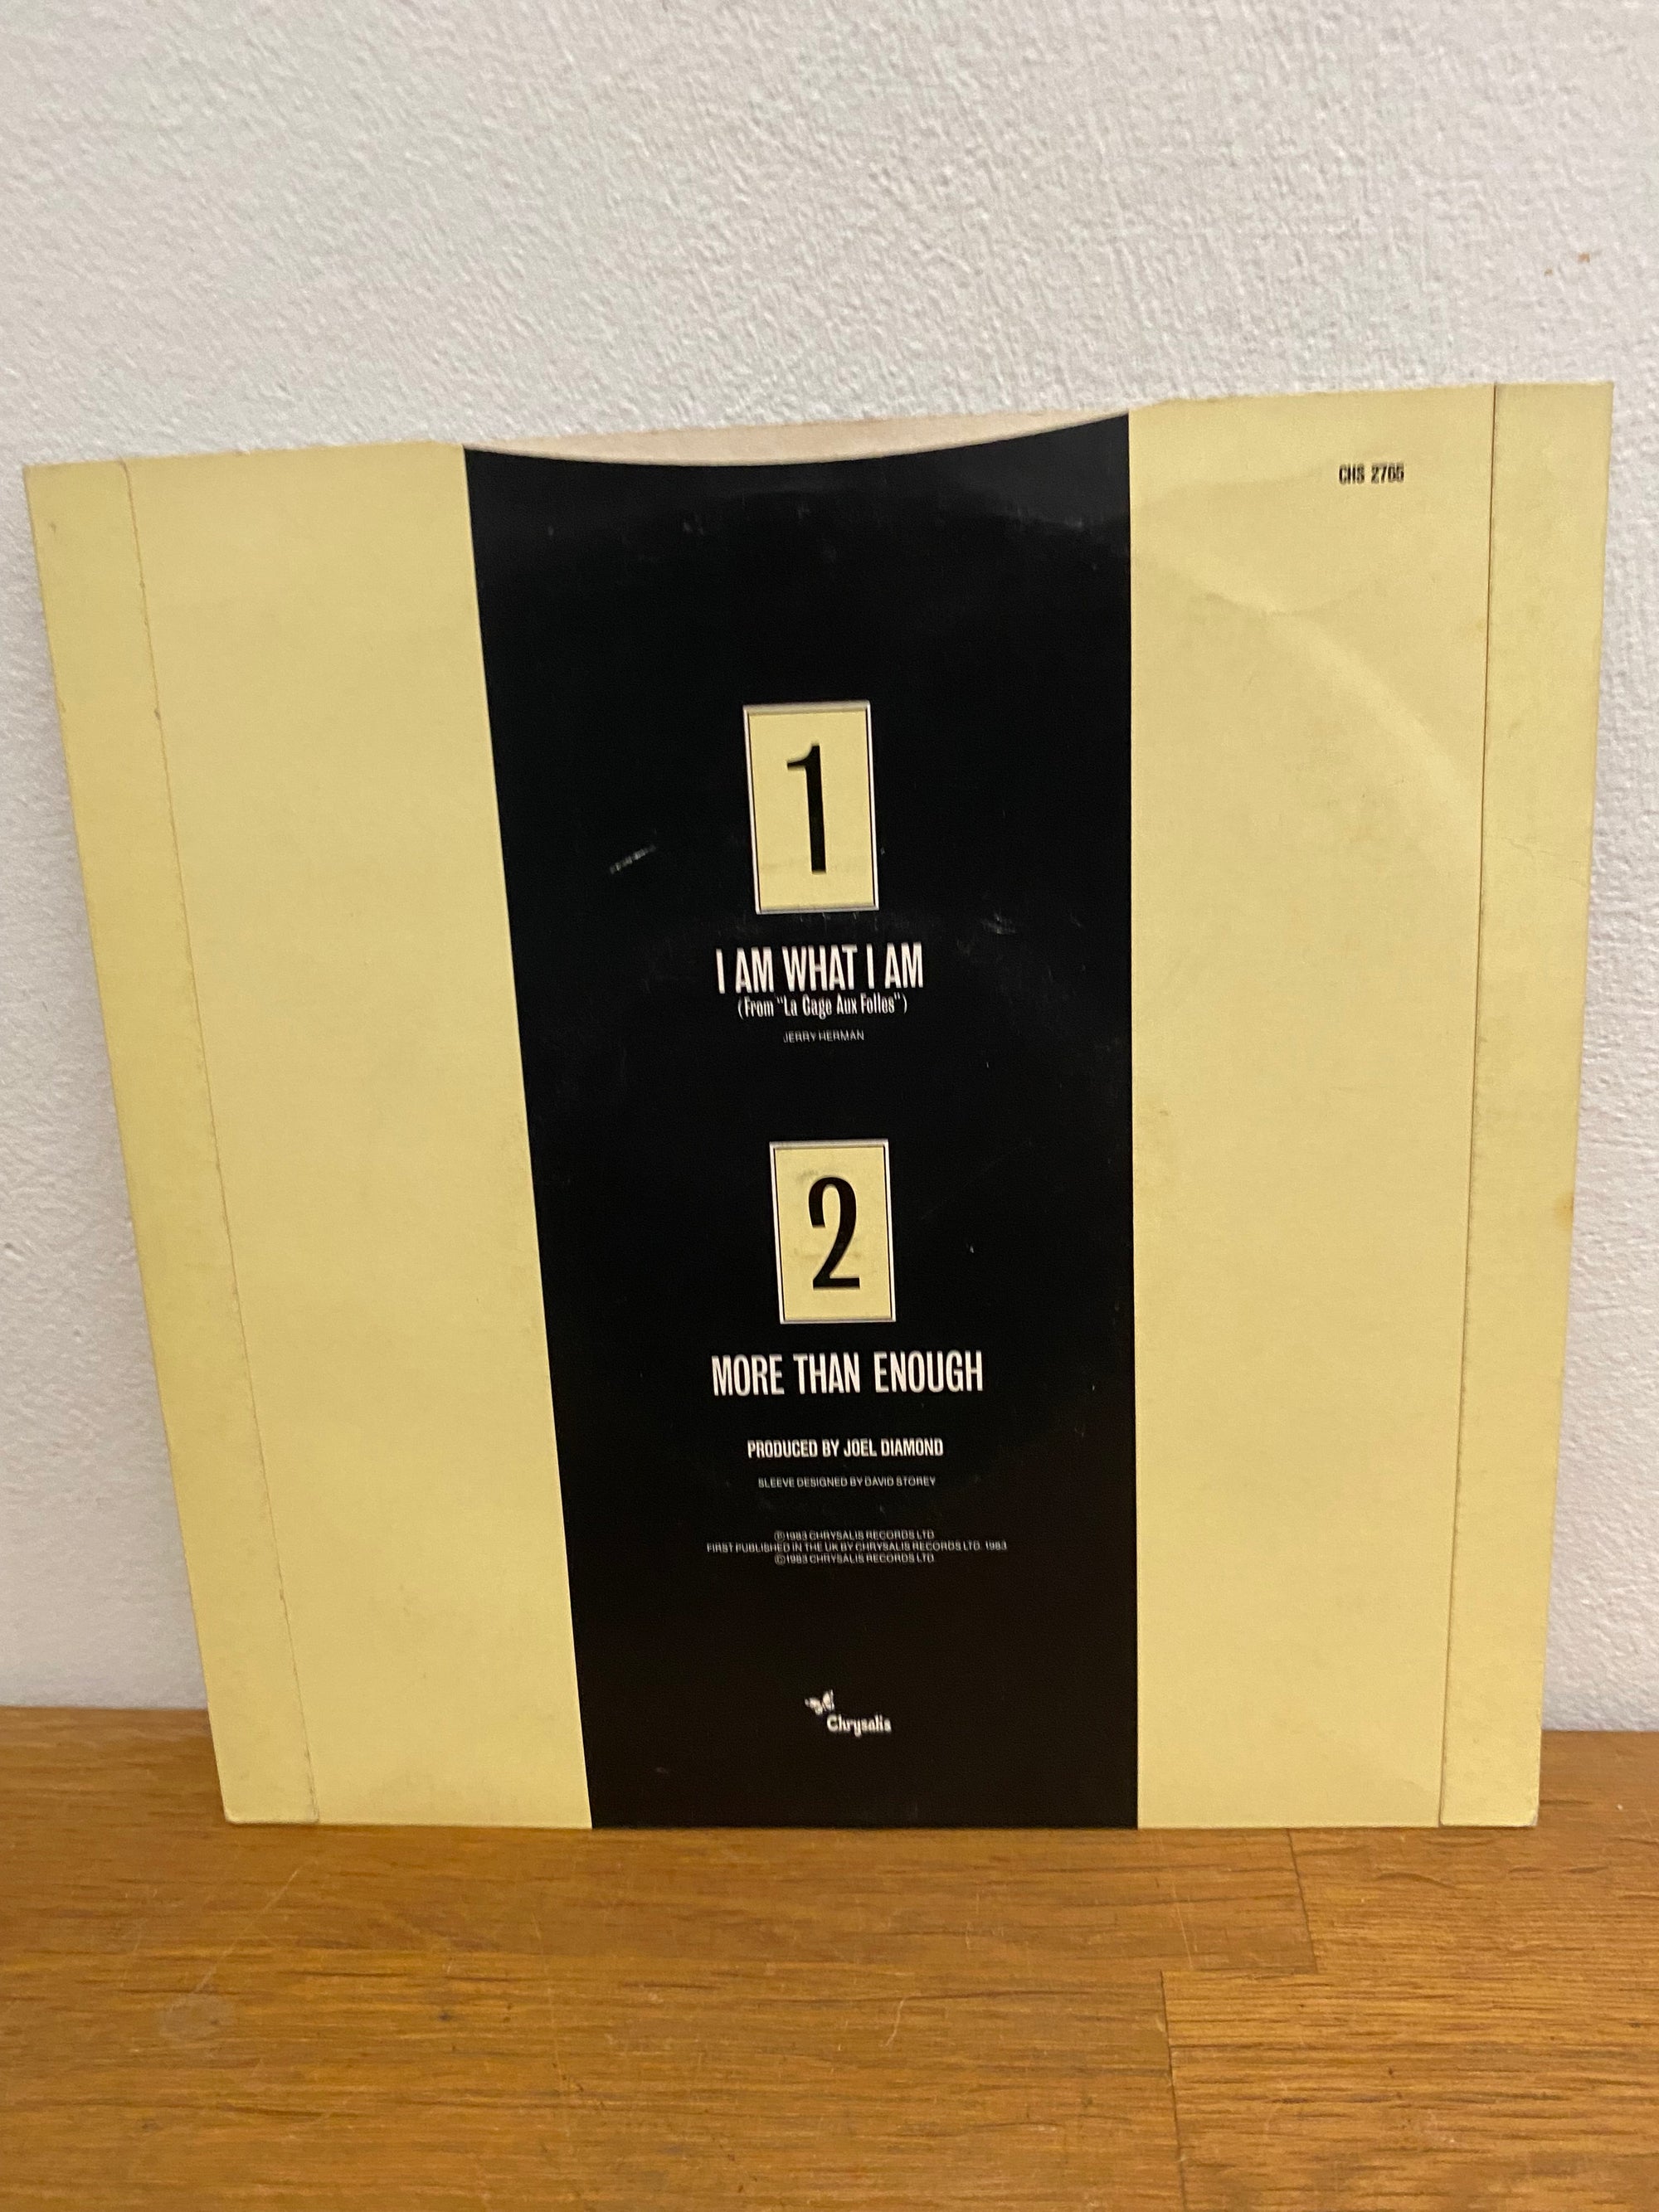 CHS 2765
1
I AM WHAT I AM
(From "La Cage Aux Folles")
JERRY HERMAN
2
MORE THAN ENOUGH
PRODUCED BY JOEL DIAMOND
SLEEVE DESIGNED BY DAVID STOREY
Ⓟ1983 CHRYSALIS RECORDS LTD
FIRST PUBLISHED IN THE UK BY CHRYSALIS RECORDS LTD. 1983
©1983 CHRYSALIS RECORDS LTD
Chrysalis